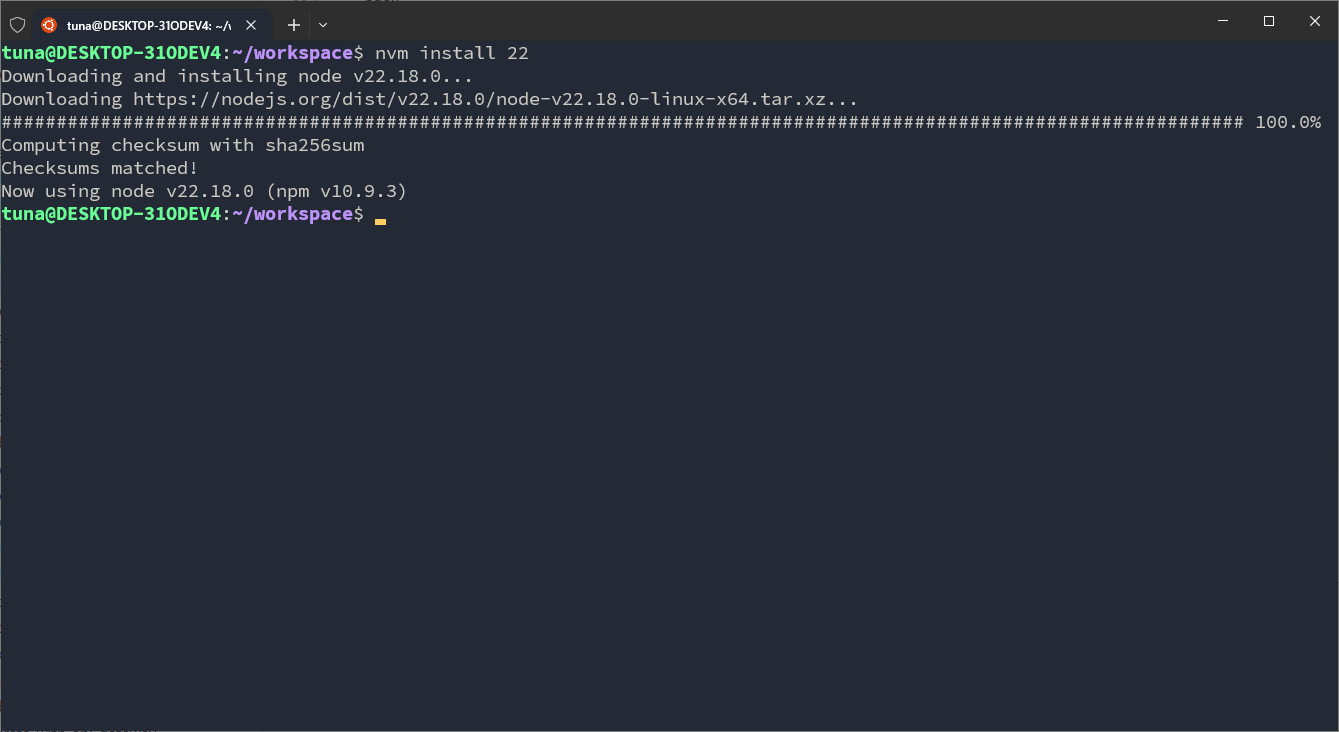 tuna@DESKTOP-31ODEV4: ~/v
tuna@DESKTOP-31ODEV4:~/workspace$ nvm install 22
Downloading and installing node v22.18.0...
Downloading https://nodejs.org/dist/v22.18.0/node-v22.18.0-linux-x64.tar.xz...
################################################################################################################# 100.0%
Computing checksum with sha256sum
Checksums matched!
Now using node v22.18.0 (npm v10.9.3)
tuna@DESKTOP-31ODEV4:~/workspace$